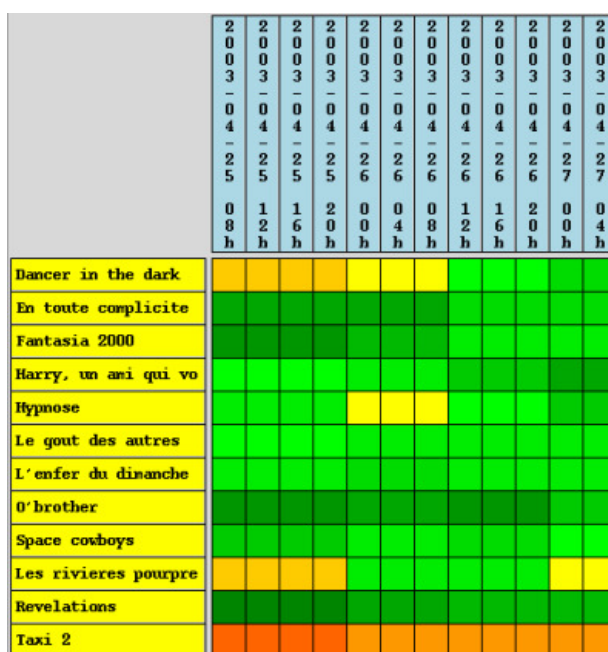 2003-04-25 08h
2003-04-25 12h
2003-04-25 16h
2003-04-25 20h
2003-04-26 00h
2003-04-26 04h
2003-04-26 08h
2003-04-26 12h
2003-04-26 16h
2003-04-26 20h
2003-04-27 00h
2003-04-27 04h
Dancer in the dark
En toute complicite
Fantasia 2000
Harry, un ami qui vo
Hypnose
Le gout des autres
L'enfer du dimanche
O'brother
Space cowboys
Les rivieres pourpre
Revelations
Taxi 2